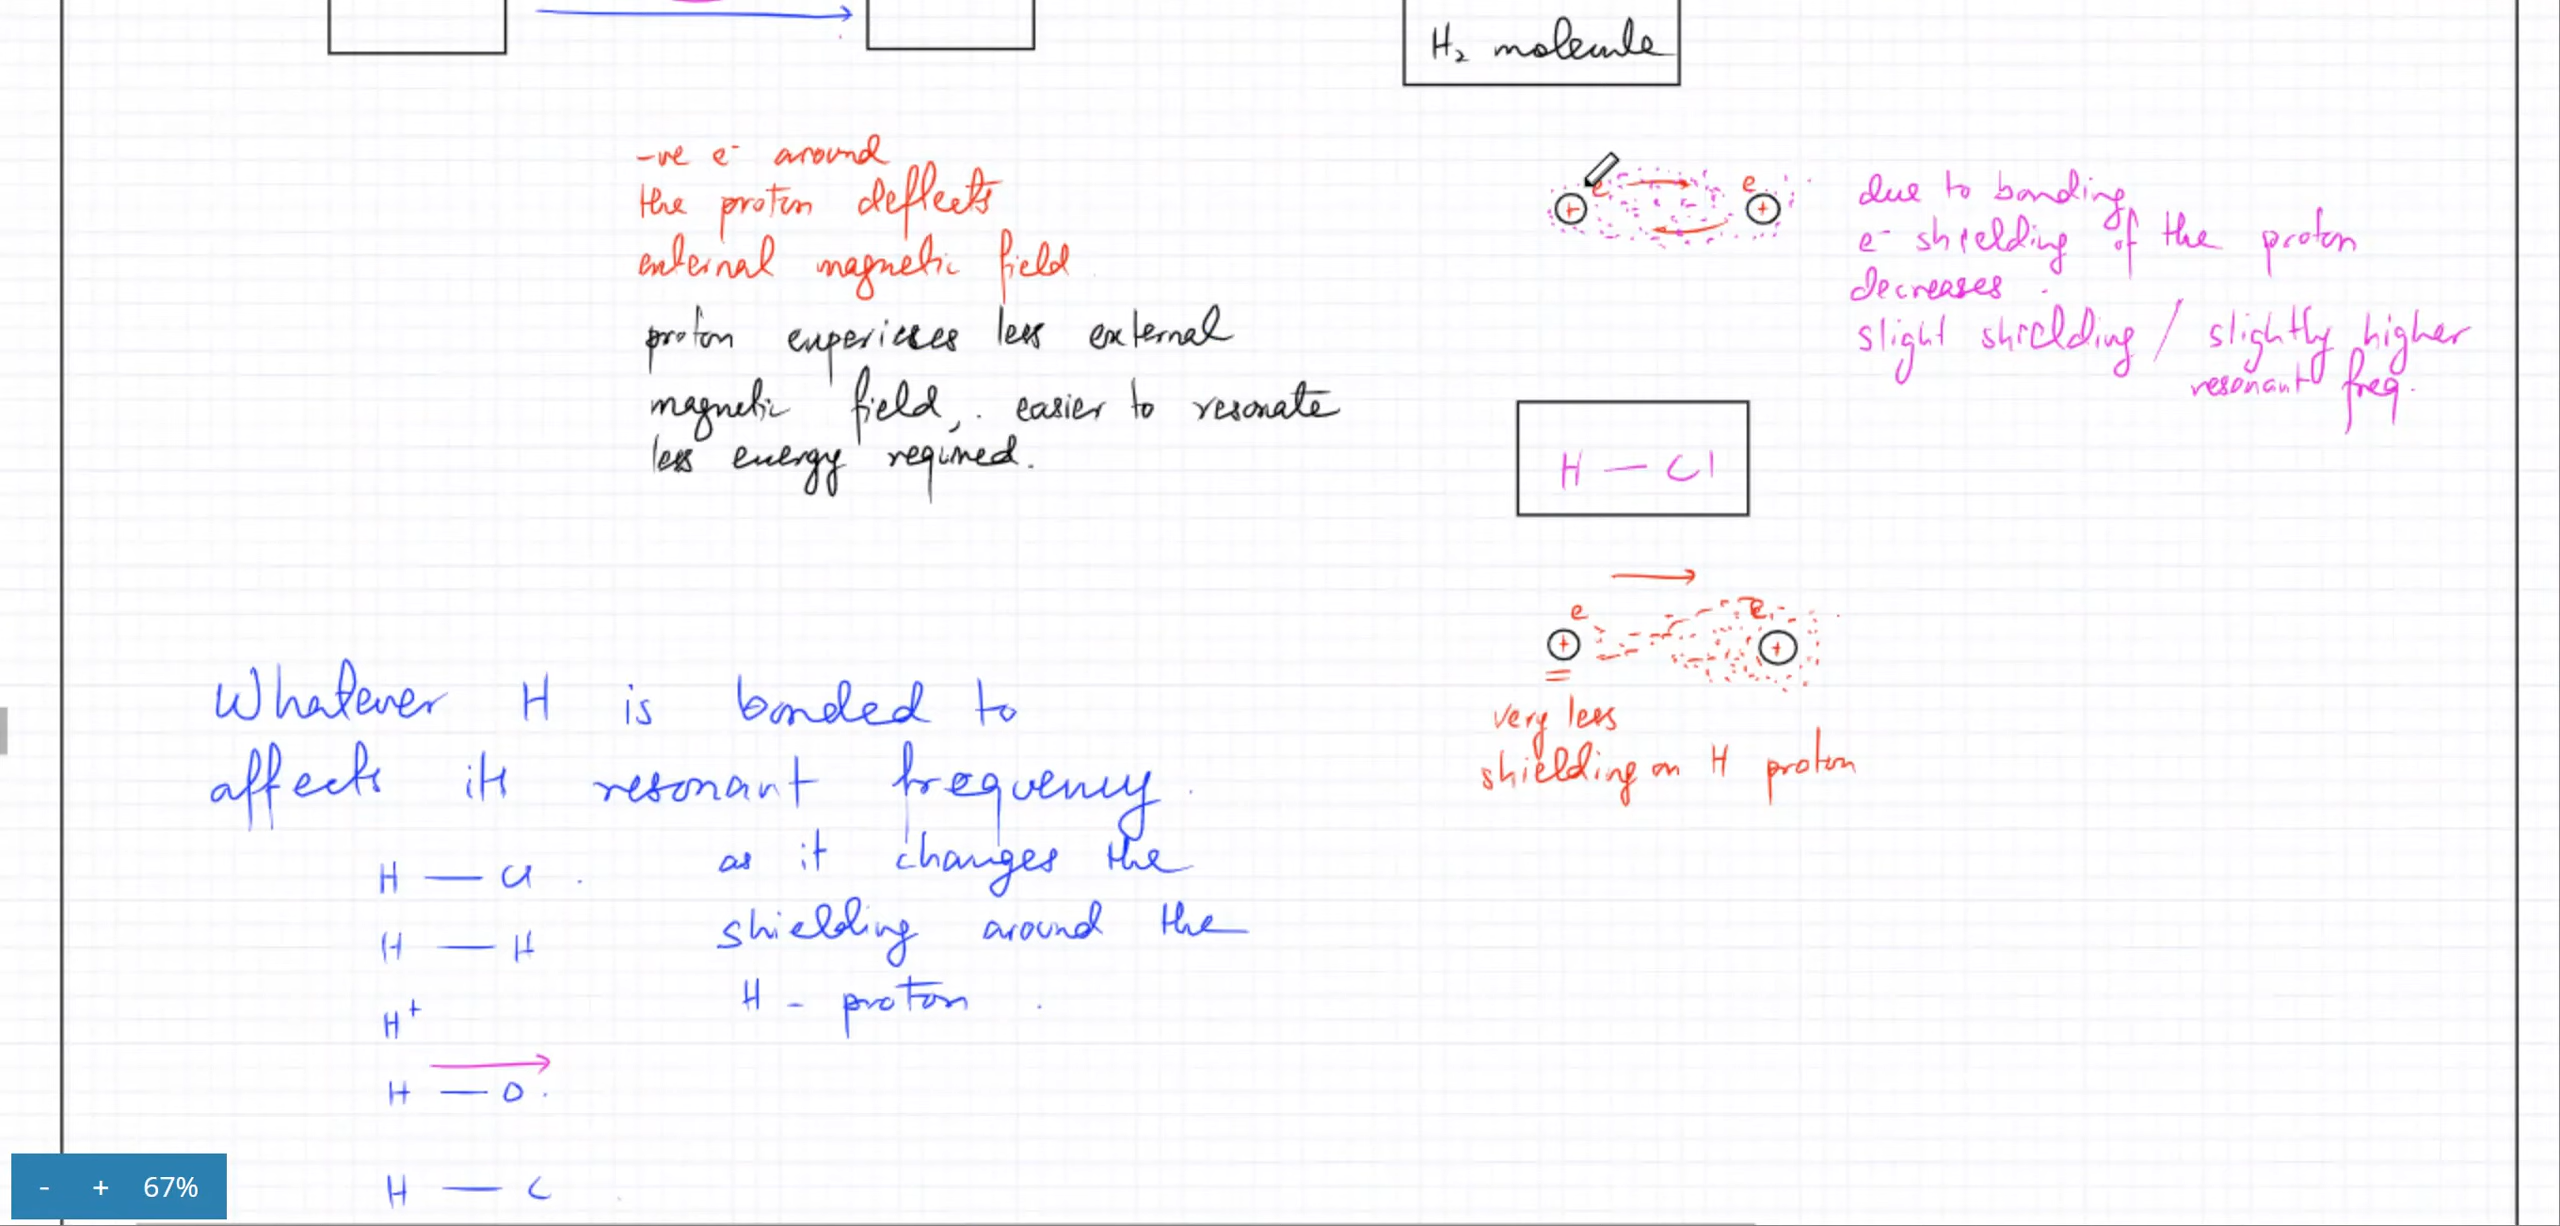 H₂ molecule
-ve e⁻ around
the proton deflects
external magnetic field
proton experiences less external
magnetic field, easier to resonate
less energy required.
e e
+ +
due to bonding
e⁻ shielding of the proton
decreases.
slight shielding / slightly higher
resonant freq.
H — Cl
e e
+ +
very less
shielding on H proton
Whatever H is bonded to
affects its resonant frequency.
as it changes the
shielding around the
H - proton.
H — Cl.
H — H
H⁺
H — O.
H — C
- + 67%